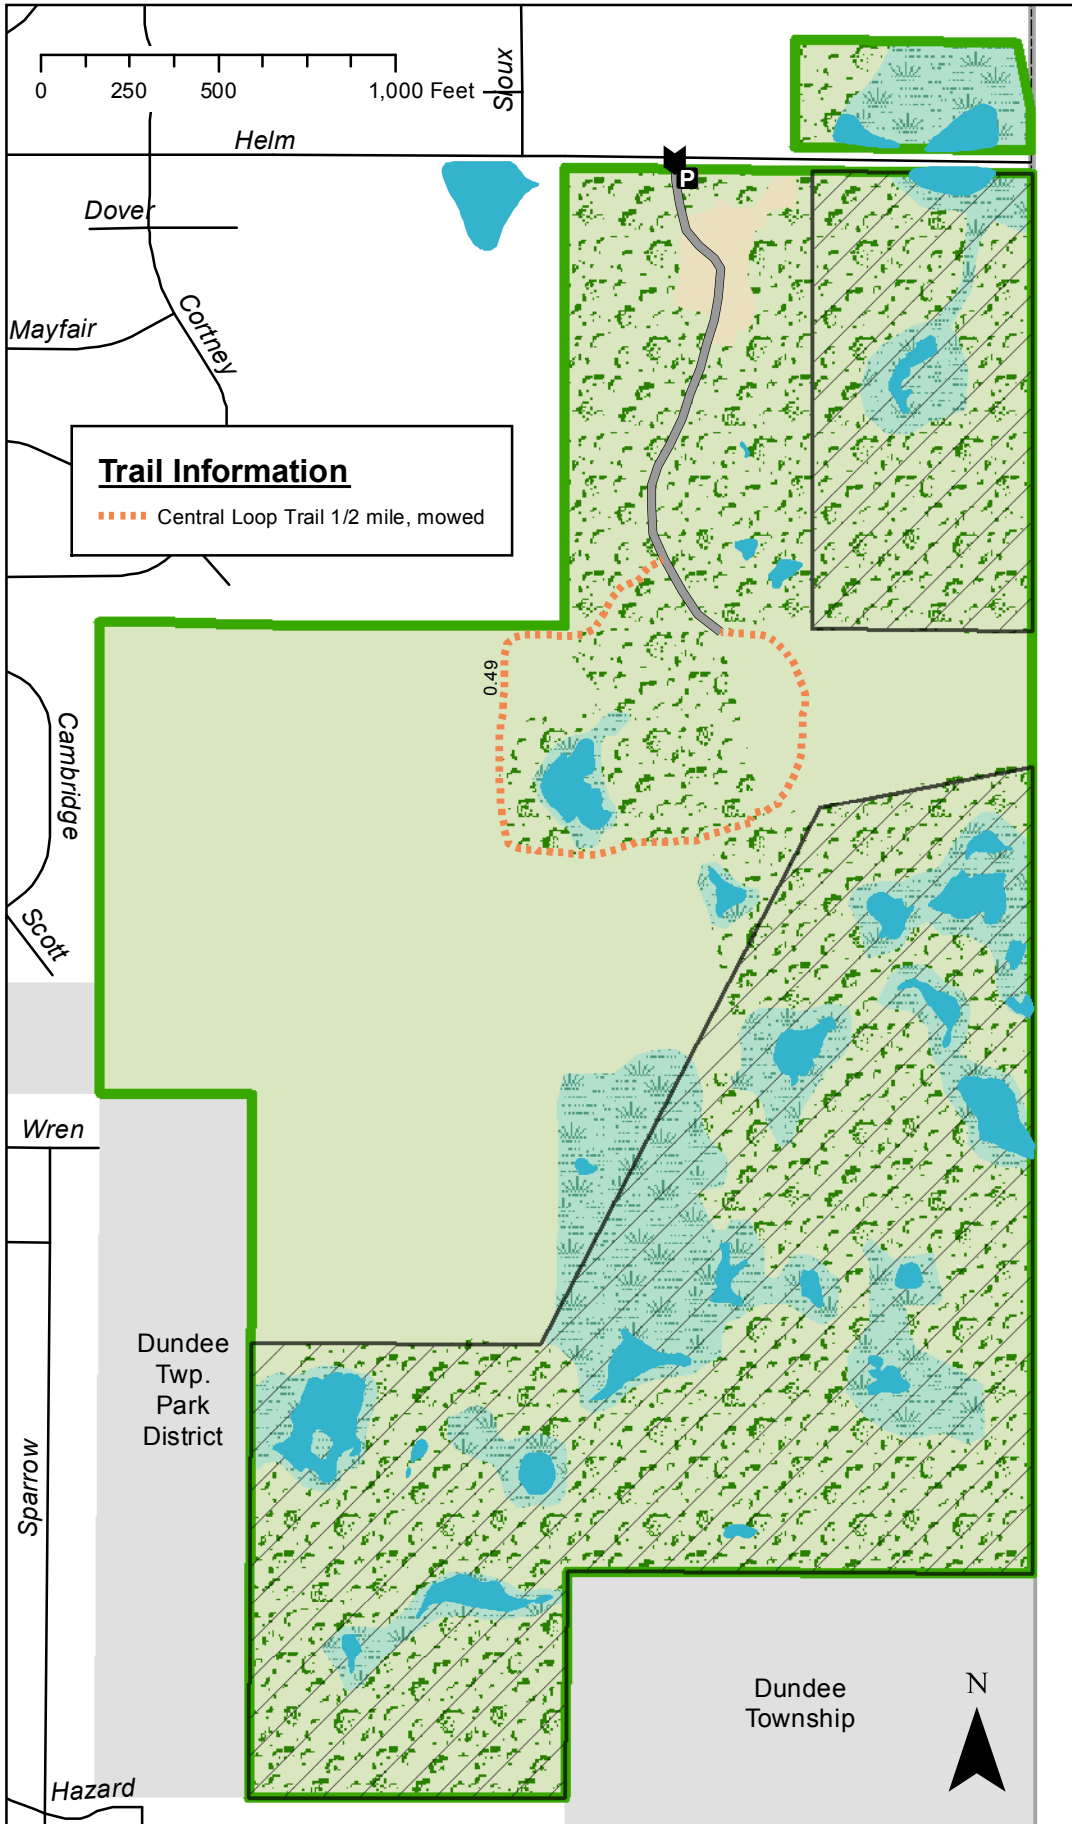 Sioux
0 250 500 1,000 Feet
Helm
P
Dover
Cortney
Mayfair
Trail Information
Central Loop Trail 1/2 mile, mowed
0.49
Cambridge
Scott
Wren
Dundee
Twp.
Park
District
Sparrow
N
Dundee
Township
Hazard